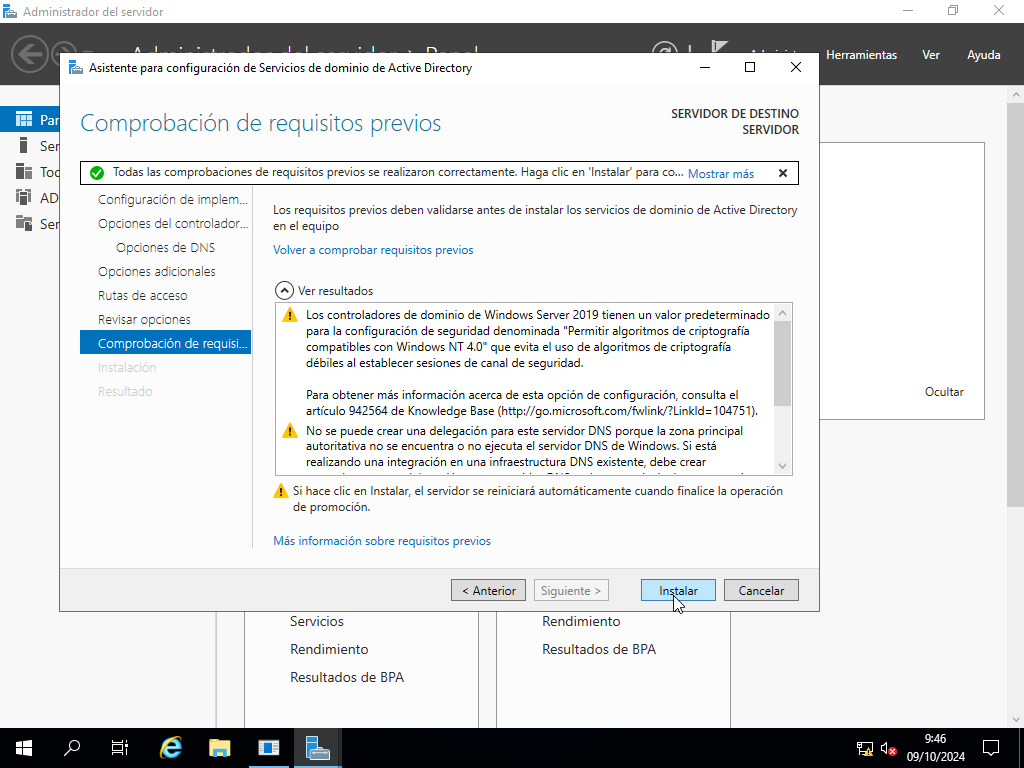 Administrador del servidor
Herramientas
Ver
Ayuda
Asistente para configuración de Servicios de dominio de Active Directory
Comprobación de requisitos previos
SERVIDOR DE DESTINO
SERVIDOR
Todas las comprobaciones de requisitos previos se realizaron correctamente. Haga clic en 'Instalar' para co... Mostrar más
Configuración de implem...
Opciones del controlador...
Opciones de DNS
Opciones adicionales
Rutas de acceso
Revisar opciones
Comprobación de requisi...
Instalación
Resultado
Los requisitos previos deben validarse antes de instalar los servicios de dominio de Active Directory
en el equipo
Volver a comprobar requisitos previos
Ver resultados
Los controladores de dominio de Windows Server 2019 tienen un valor predeterminado
para la configuración de seguridad denominada "Permitir algoritmos de criptografía
compatibles con Windows NT 4.0" que evita el uso de algoritmos de criptografía
débiles al establecer sesiones de canal de seguridad.
Para obtener más información acerca de esta opción de configuración, consulta el
artículo 942564 de Knowledge Base (http://go.microsoft.com/fwlink/?LinkId=104751).
No se puede crear una delegación para este servidor DNS porque la zona principal
autoritativa no se encuentra o no ejecuta el servidor DNS de Windows. Si está
realizando una integración en una infraestructura DNS existente, debe crear
Si hace clic en Instalar, el servidor se reiniciará automáticamente cuando finalice la operación
de promoción.
Más información sobre requisitos previos
< Anterior
Siguiente >
Instalar
Cancelar
Ocultar
Servicios
Rendimiento
Resultados de BPA
Rendimiento
Resultados de BPA
9:46
09/10/2024